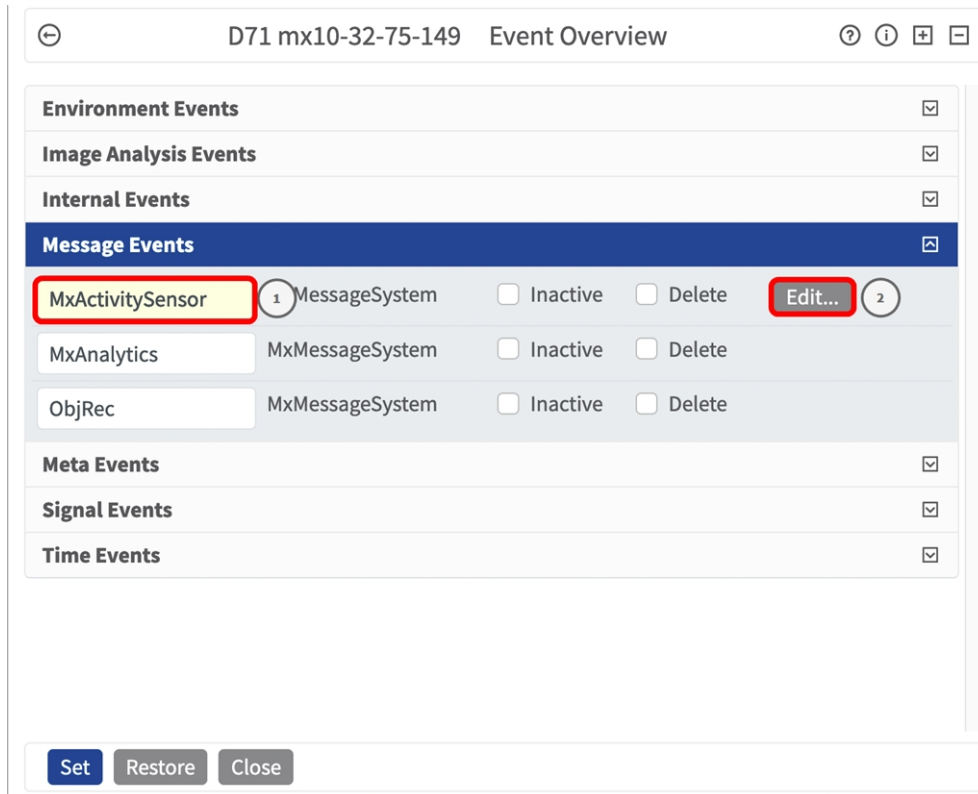 D71 mx10-32-75-149 Event Overview
Environment Events
Image Analysis Events
Internal Events
Message Events
MxActivitySensor 1 MessageSystem Inactive Delete Edit... 2
MxAnalytics MxMessageSystem Inactive Delete
ObjRec MxMessageSystem Inactive Delete
Meta Events
Signal Events
Time Events
Set Restore Close